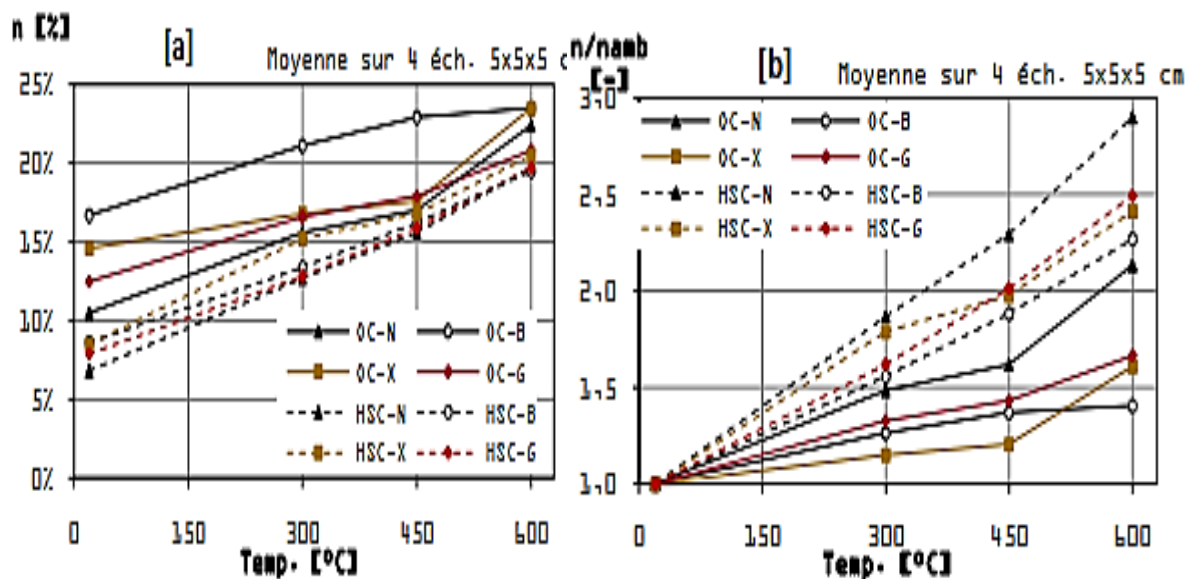 n [%]
[a]
Moyenne sur 4 éch. 5x5x5 c
25%
20%
15%
10%
5%
0%
OC-N
OC-B
OC-X
OC-G
HSC-N
HSC-B
HSC-X
HSC-G
0
150
300
450
600
Temp. [ºC]
n/namb
[-]
[b]
Moyenne sur 4 éch. 5x5x5 cm
3,0
2,5
2,0
1,5
1,0
OC-N
OC-B
OC-X
OC-G
HSC-N
HSC-B
HSC-X
HSC-G
0
150
300
450
600
Temp. [ºC]